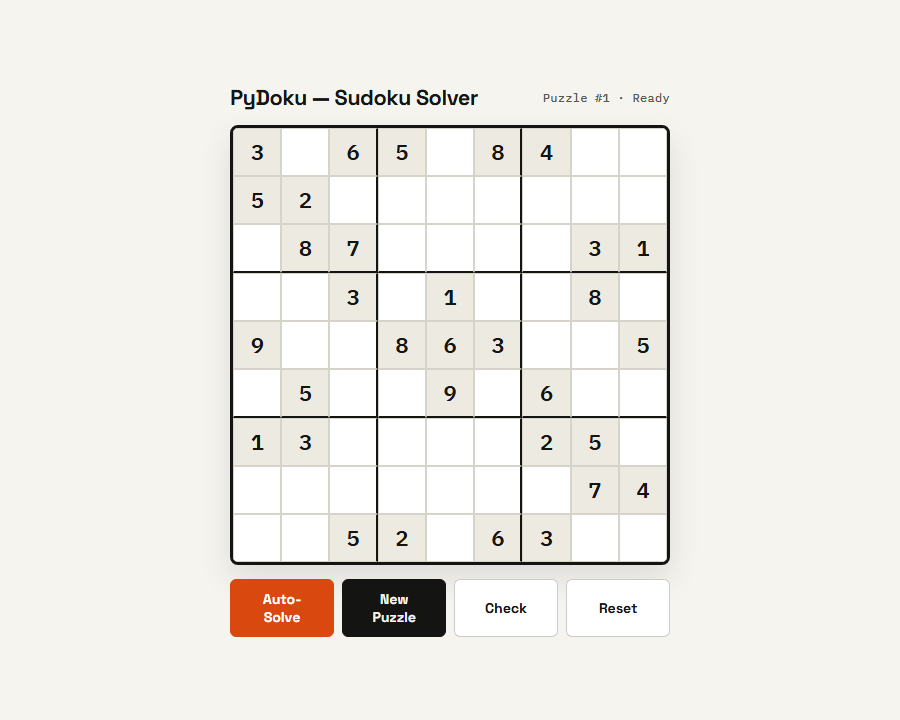 PyDoku — Sudoku Solver
Puzzle #1 · Ready
3 6 5 8 4
5 2
8 7 3 1
3 1 8
9 8 6 3 5
5 9 6
1 3 2 5
7 4
5 2 6 3
Auto-
Solve
New
Puzzle
Check
Reset